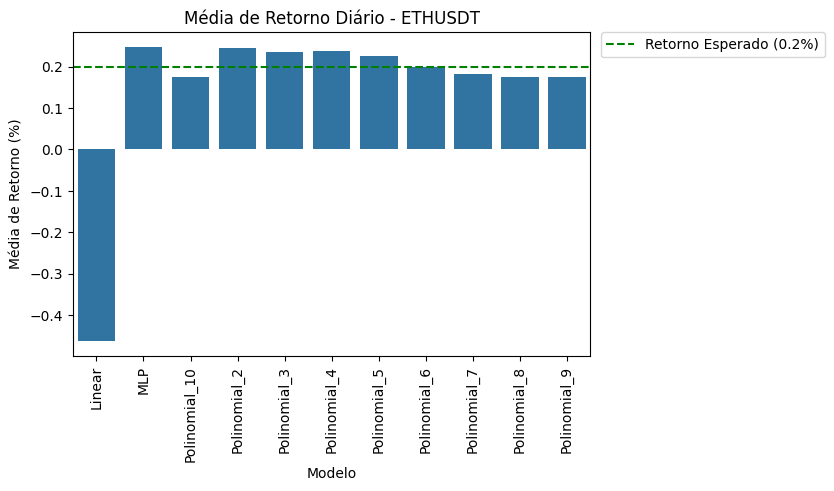 Média de Retorno Diário - ETHUSDT
Retorno Esperado (0.2%)
Média de Retorno (%)
0.2
0.1
0.0
−0.1
−0.2
−0.3
−0.4
Linear
MLP
Polinomial_10
Polinomial_2
Polinomial_3
Polinomial_4
Polinomial_5
Polinomial_6
Polinomial_7
Polinomial_8
Polinomial_9
Modelo